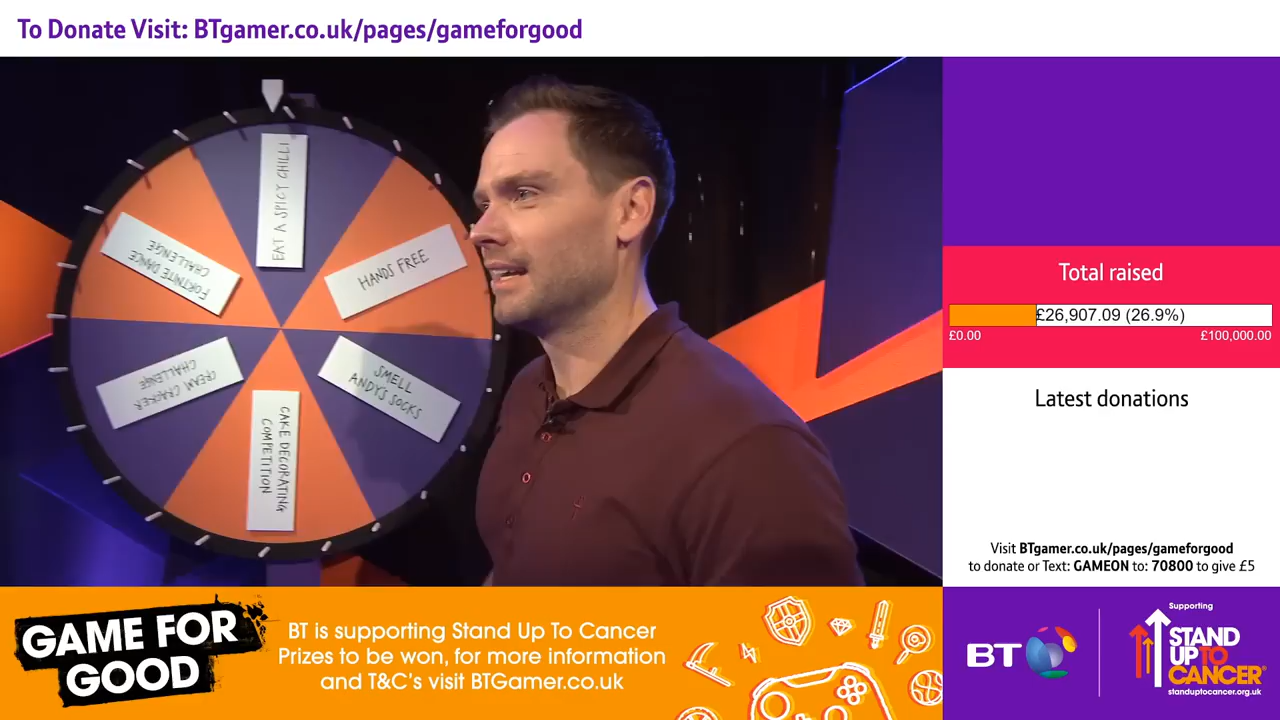 To Donate Visit: BTgamer.co.uk/pages/gameforgood
EAT A SPICY CHILLI
HANDS FREE
SMELL
ANDY'S SOCKS
CAKE DECORATING
COMPETITION
CREAM CRACKER
CHALLENGE
FORTNITE DANCE
CHALLENGE
Total raised
£26,907.09 (26.9%)
£0.00
£100,000.00
Latest donations
Visit BTgamer.co.uk/pages/gameforgood
to donate or Text: GAMEON to: 70800 to give £5
GAME FOR
GOOD
BT is supporting Stand Up To Cancer
Prizes to be won, for more information
and T&C's visit BTGamer.co.uk
BT
Supporting
STAND
UP TO
CANCER
standuptocancer.org.uk